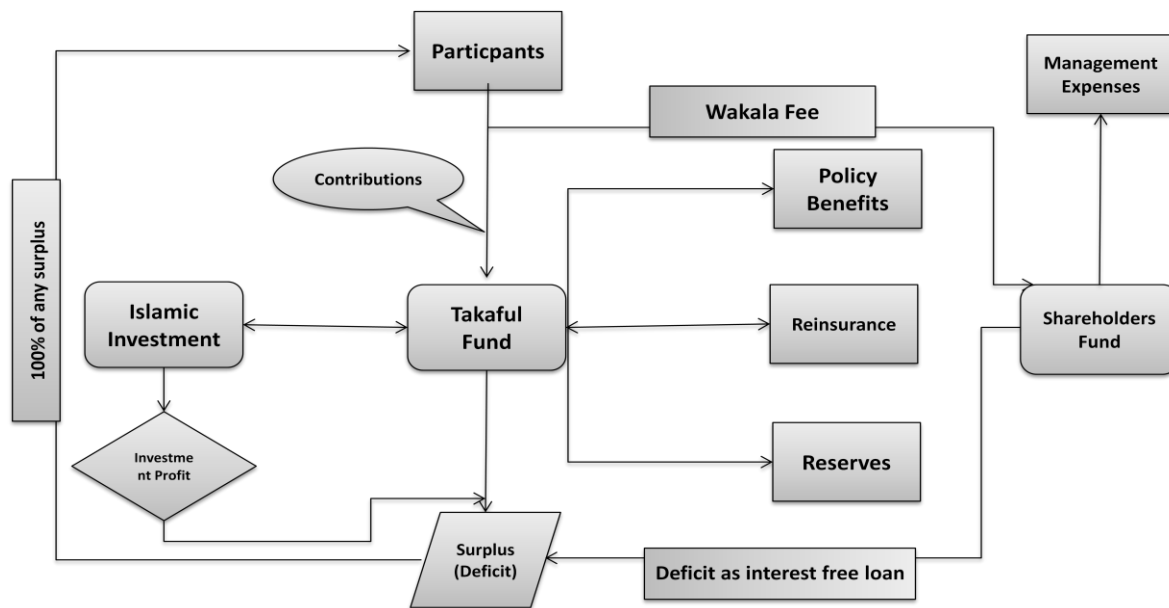 Particpants
Management
Expenses
Wakala Fee
Contributions
Policy
Benefits
100% of any surplus
Islamic
Investment
Takaful
Fund
Reinsurance
Shareholders
Fund
Investme
nt Profit
Reserves
Surplus
(Deficit)
Deficit as interest free loan